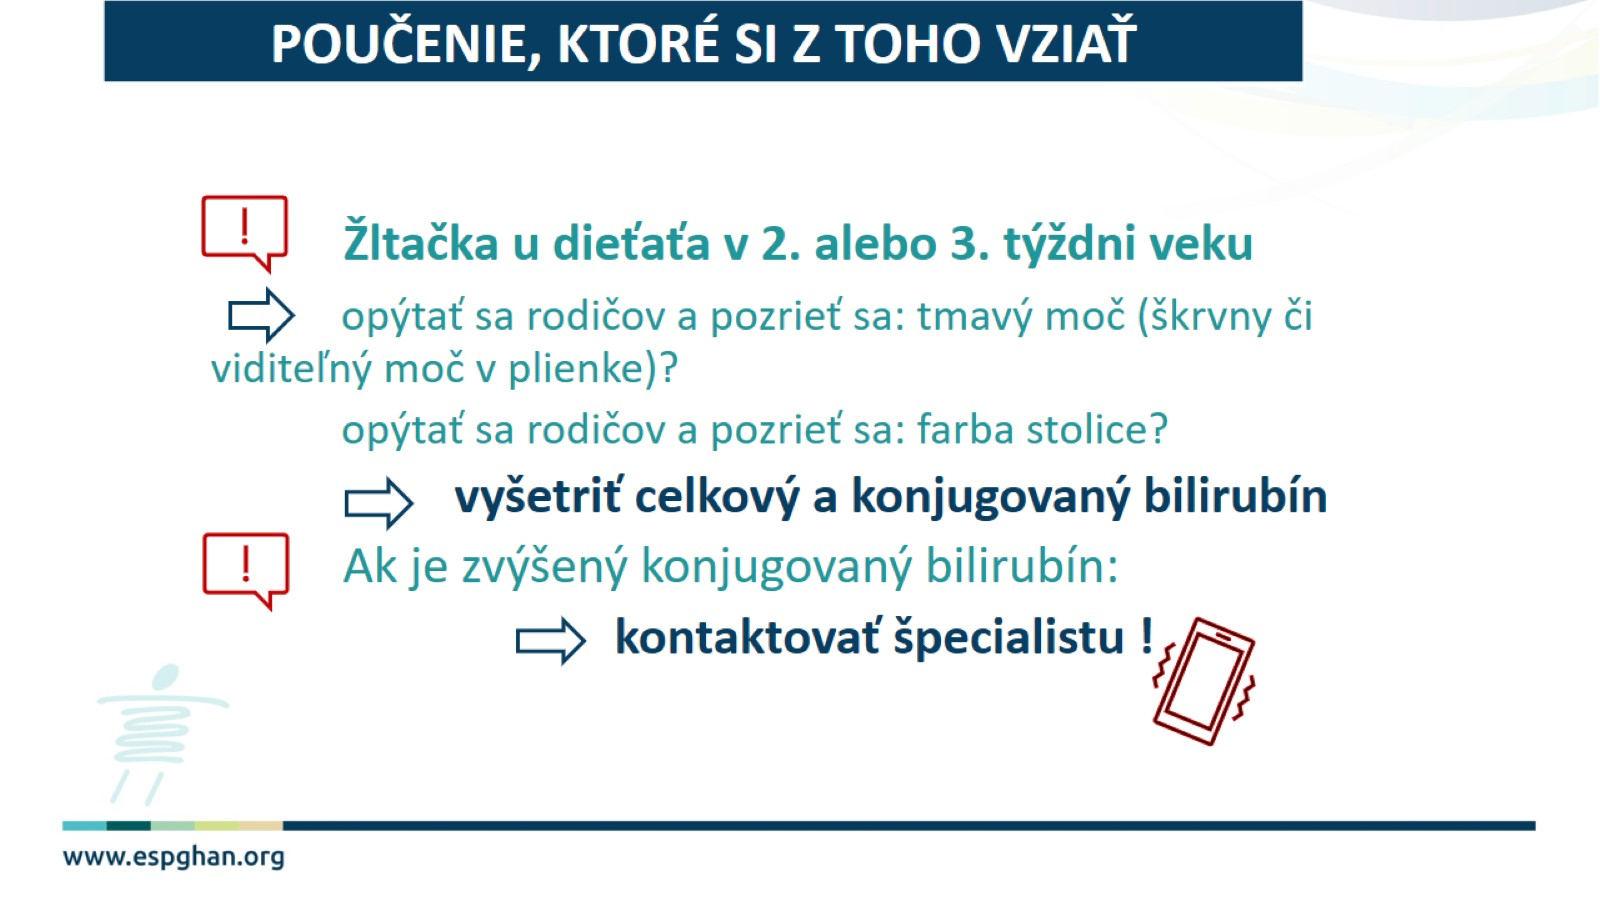 POUČENIE, KTORÉ SI Z TOHO VZIAŤ
!
Žltačka u dieťaťa v 2. alebo 3. týždni veku
opýtať sa rodičov a pozrieť sa: tmavý moč (škrvny či
viditeľný moč v plienke)?
opýtať sa rodičov a pozrieť sa: farba stolice?
vyšetriť celkový a konjugovaný bilirubín
!
Ak je zvýšený konjugovaný bilirubín:
kontaktovať špecialistu !
www.espghan.org